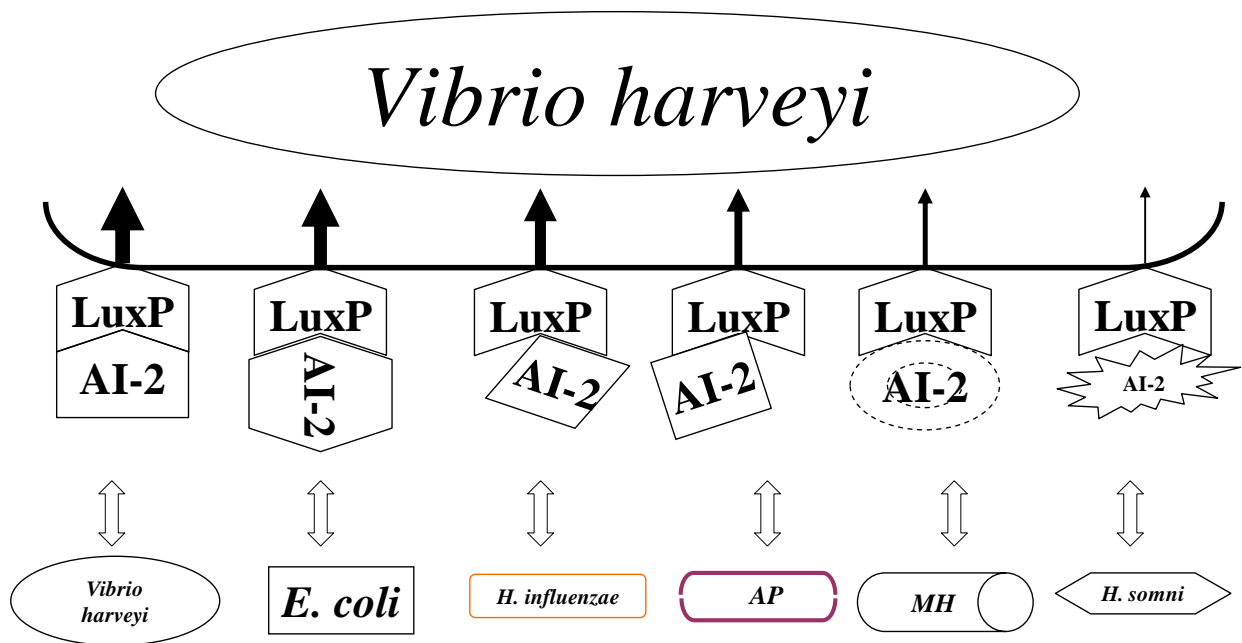 Vibrio harveyi
LuxP LuxP LuxP LuxP LuxP LuxP
AI-2 AI-2 AI-2 AI-2 AI-2 AI-2
Vibrio
harveyi
E. coli
H. influenzae
AP
MH
H. somni